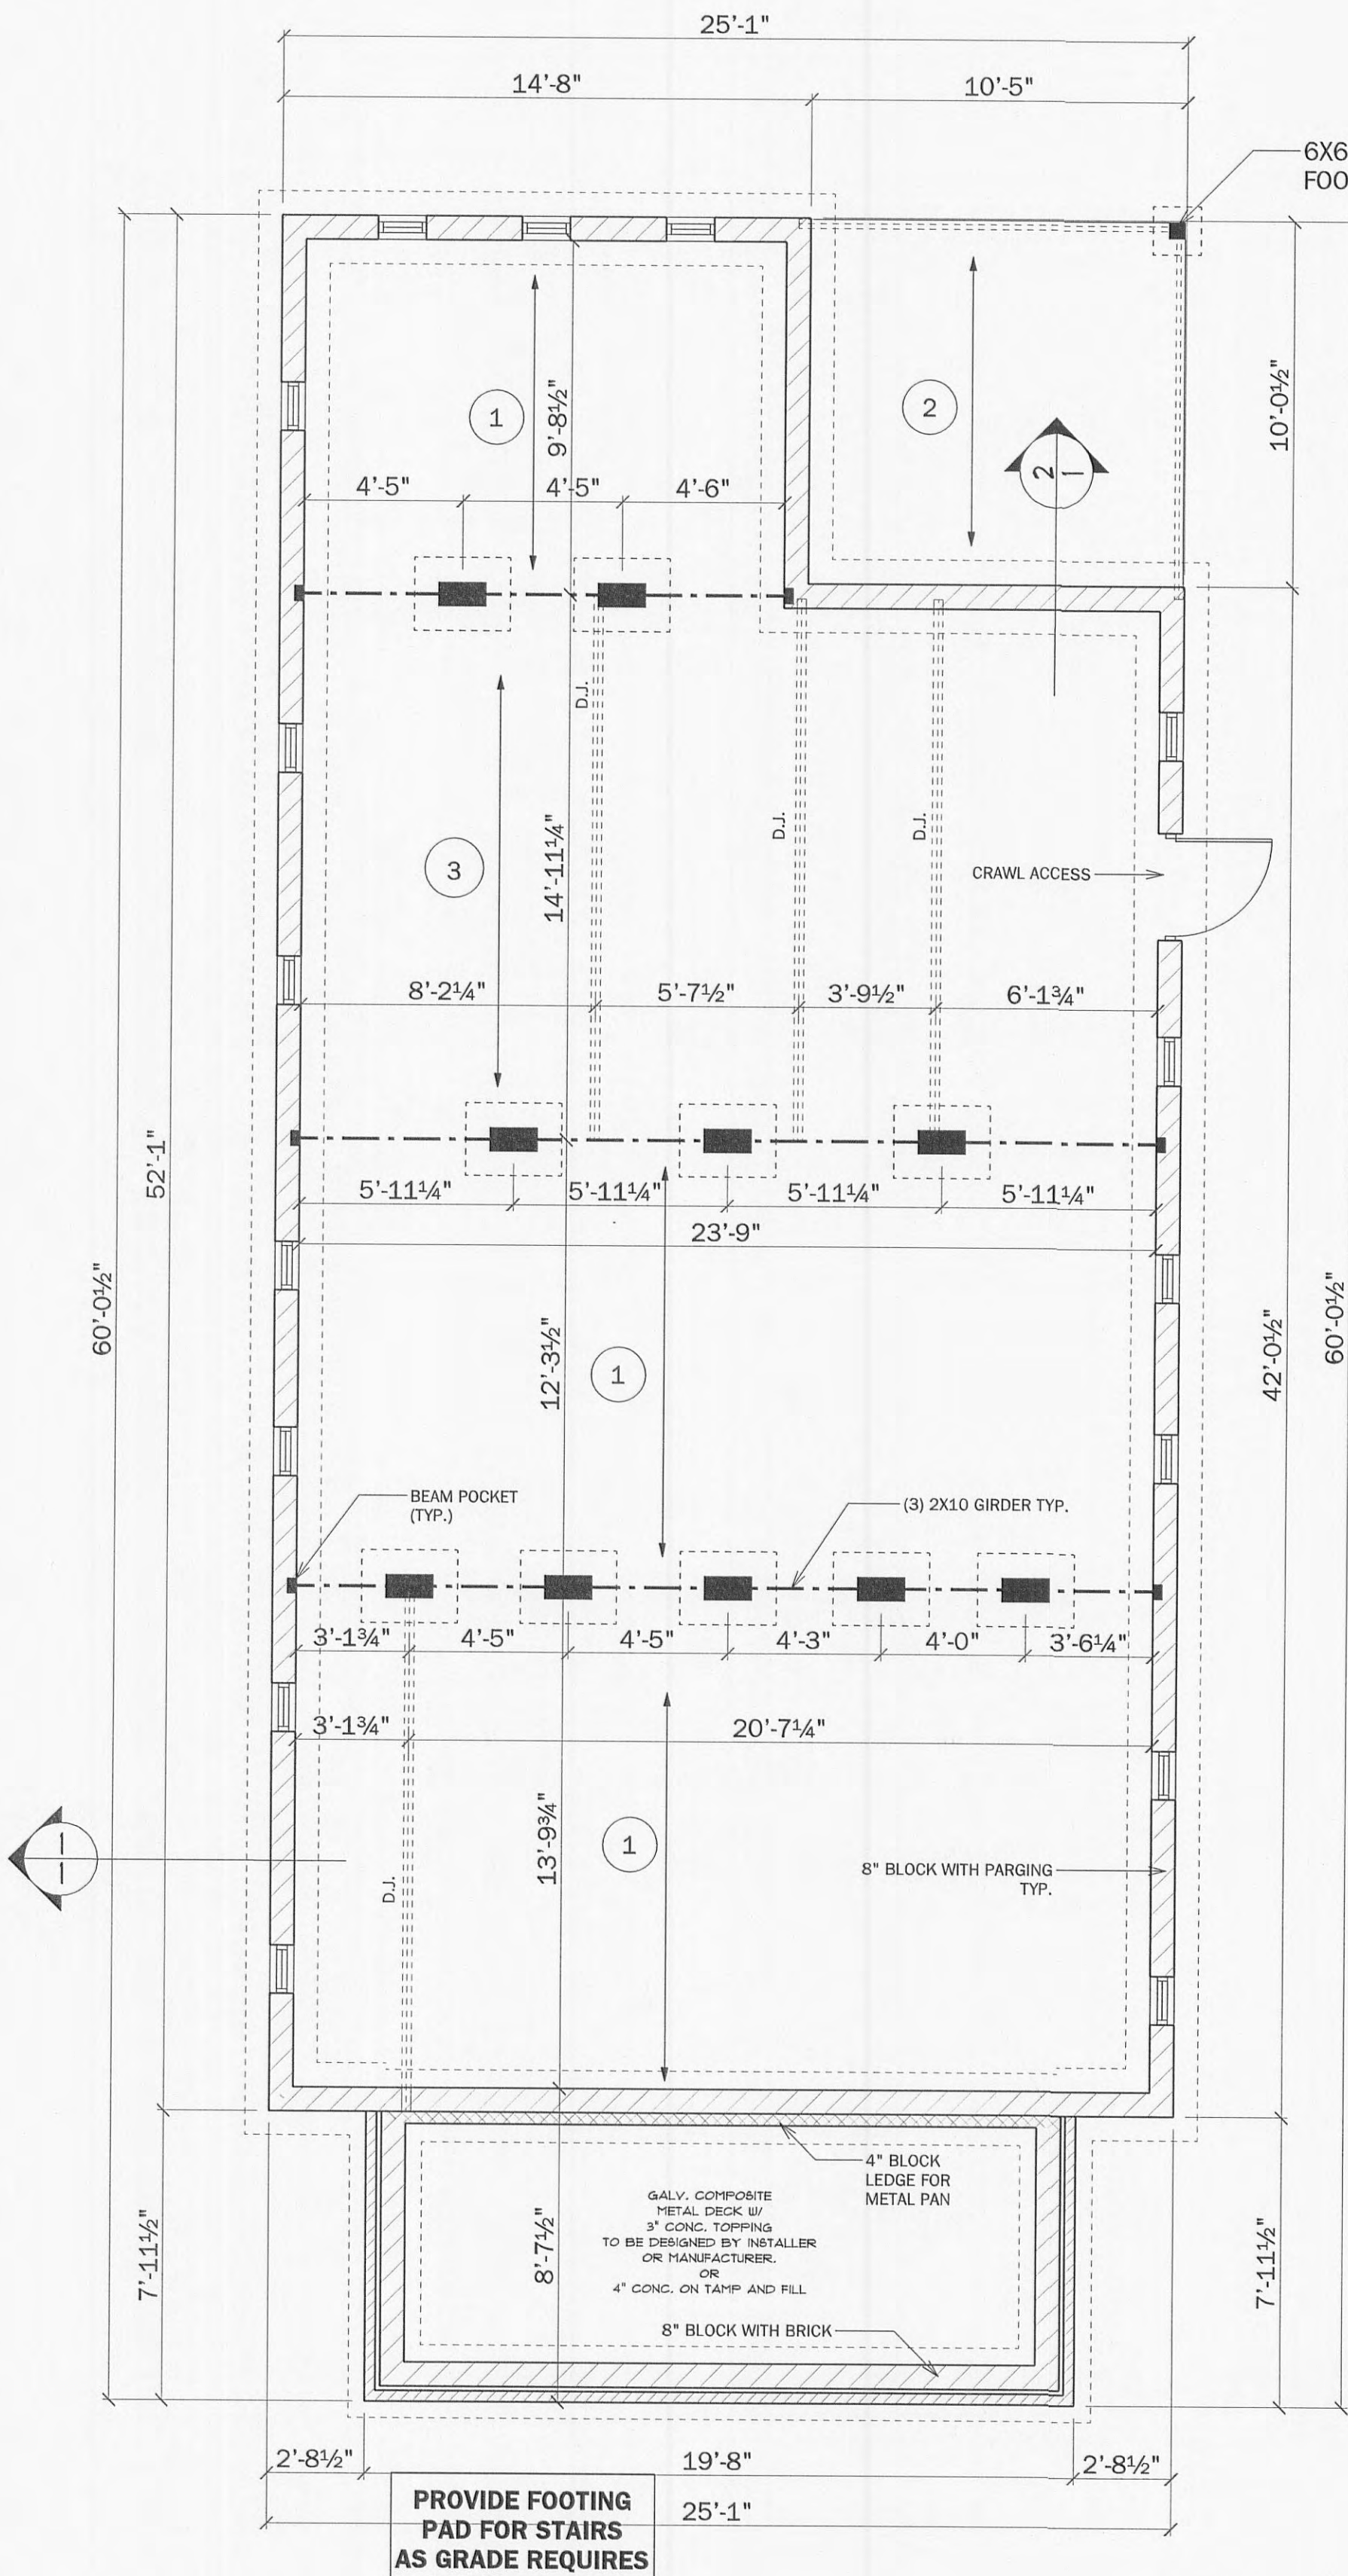 25'-1"
14'-8"
10'-5"
6X6
FOO
1
9'-8½"
2
10'-0½"
2
1
4'-5"
4'-5"
4'-6"
D.J.
D.J.
D.J.
14'-11¼"
3
CRAWL ACCESS
8'-2¼"
5'-7½"
3'-9½"
6'-1¾"
52'-1"
5'-11¼"
5'-11¼"
5'-11¼"
5'-11¼"
23'-9"
60'-0½"
42'-0½"
60'-0½"
12'-3½"
1
BEAM POCKET
(TYP.)
(3) 2X10 GIRDER TYP.
3'-1¾"
4'-5"
4'-5"
4'-3"
4'-0"
3'-6¼"
3'-1¾"
20'-7¼"
13'-9¾"
1
D.J.
8" BLOCK WITH PARGING
TYP.
4" BLOCK
LEDGE FOR
METAL PAN
GALV. COMPOSITE
METAL DECK W/
3" CONC. TOPPING
TO BE DESIGNED BY INSTALLER
OR MANUFACTURER.
OR
4" CONC. ON TAMP AND FILL
8'-7½"
7'-11½"
7'-11½"
8" BLOCK WITH BRICK
2'-8½"
19'-8"
2'-8½"
25'-1"
PROVIDE FOOTING
PAD FOR STAIRS
AS GRADE REQUIRES